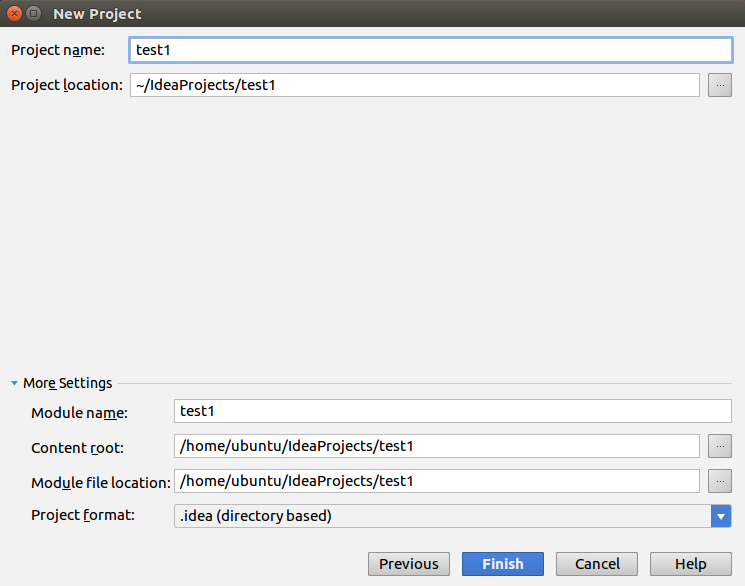 New Project
Project name: test1
Project location: ~/IdeaProjects/test1 ...
More Settings
Module name: test1
Content root: /home/ubuntu/IdeaProjects/test1 ...
Module file location: /home/ubuntu/IdeaProjects/test1 ...
Project format: .idea (directory based)
Previous Finish Cancel Help